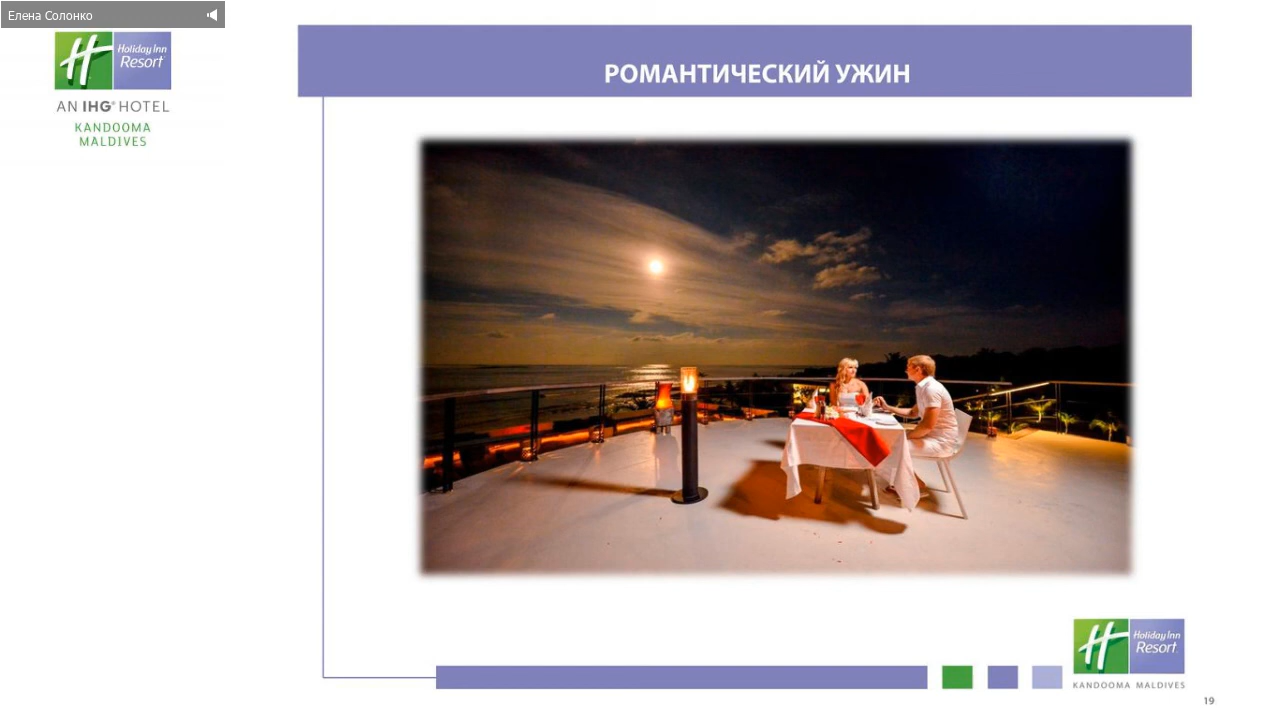 Елена Солонко
Holiday Inn
Resort
AN IHG® HOTEL
KANDOOMA
MALDIVES
РОМАНТИЧЕСКИЙ УЖИН
Holiday Inn
Resort
KANDOOMA MALDIVES
19